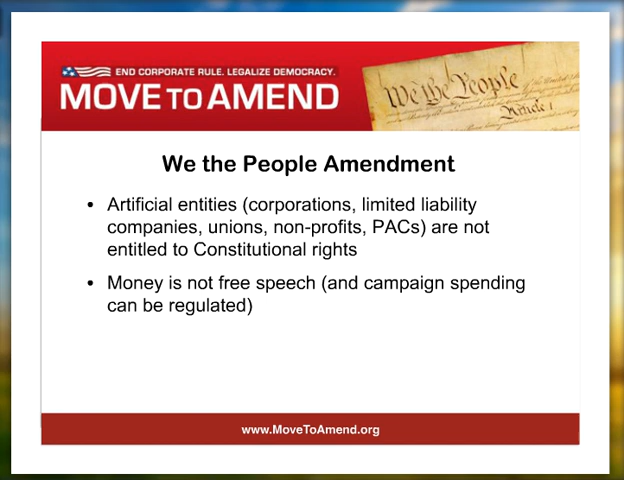 END CORPORATE RULE. LEGALIZE DEMOCRACY.
MOVE TO AMEND
We the People
Article 1
We the People Amendment
• Artificial entities (corporations, limited liability
companies, unions, non-profits, PACs) are not
entitled to Constitutional rights
• Money is not free speech (and campaign spending
can be regulated)
www.MoveToAmend.org